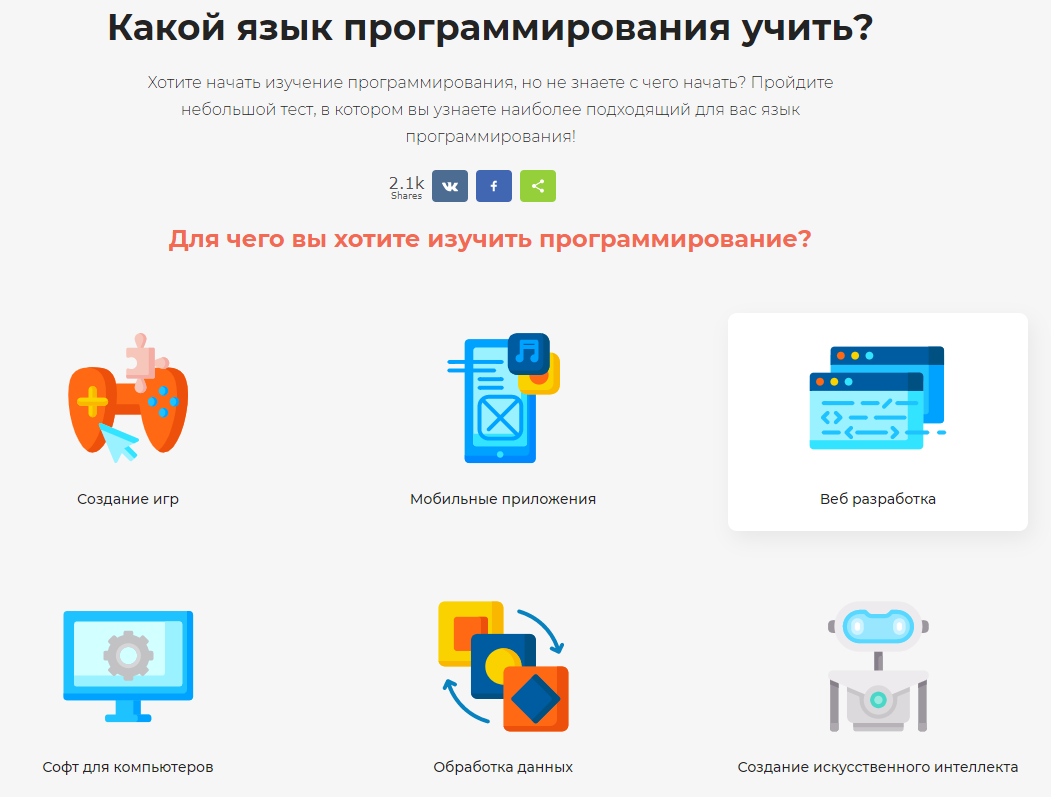 Какой язык программирования учить?
Хотите начать изучение программирования, но не знаете с чего начать? Пройдите
небольшой тест, в котором вы узнаете наиболее подходящий для вас язык
программирования!
2.1k
Shares
Для чего вы хотите изучить программирование?
Создание игр
Мобильные приложения
Веб разработка
Софт для компьютеров
Обработка данных
Создание искусственного интеллекта